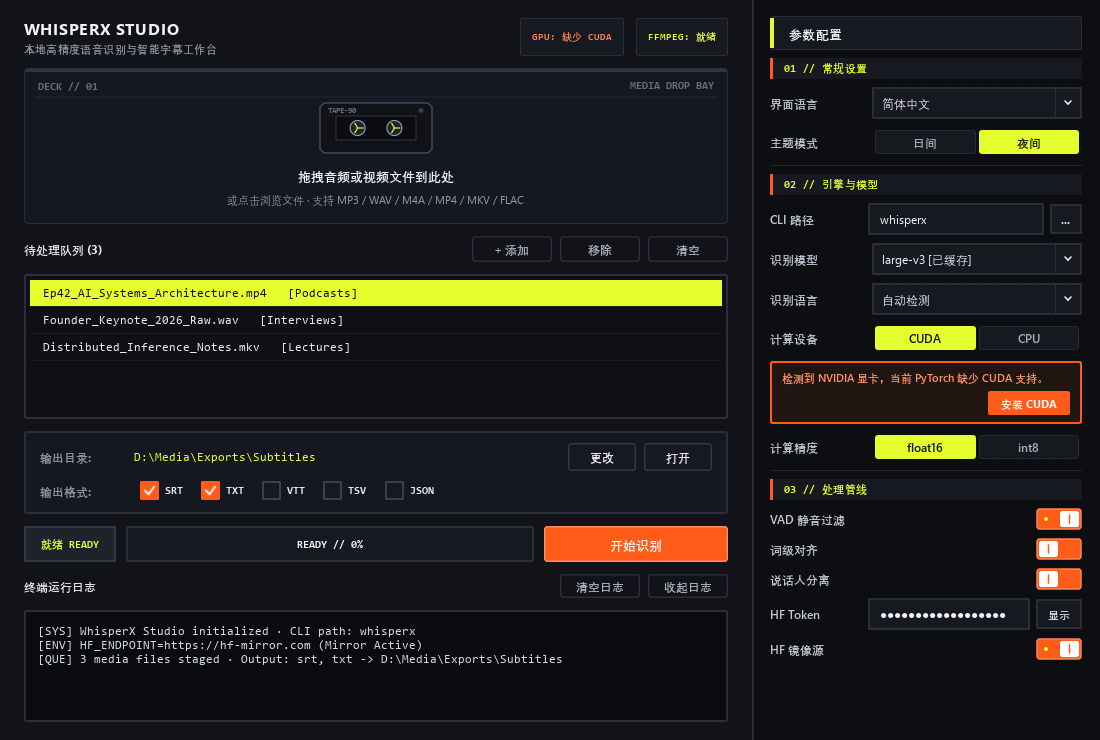 WHISPERX STUDIO
本地高精度语音识别与智能字幕工作台
GPU: 缺少 CUDA
FFMPEG: 就绪
DECK // 01
MEDIA DROP BAY
TAPE-90
拖拽音频或视频文件到此处
或点击浏览文件 · 支持 MP3 / WAV / M4A / MP4 / MKV / FLAC
待处理队列 (3)
+ 添加
移除
清空
Ep42_AI_Systems_Architecture.mp4 [Podcasts]
Founder_Keynote_2026_Raw.wav [Interviews]
Distributed_Inference_Notes.mkv [Lectures]
输出目录:
D:\Media\Exports\Subtitles
更改
打开
输出格式:
SRT
TXT
VTT
TSV
JSON
就绪 READY
READY // 0%
开始识别
终端运行日志
清空日志
收起日志
[SYS] WhisperX Studio initialized · CLI path: whisperx
[ENV] HF_ENDPOINT=https://hf-mirror.com (Mirror Active)
[QUE] 3 media files staged · Output: srt, txt -> D:\Media\Exports\Subtitles
参数配置
01 // 常规设置
界面语言
简体中文
主题模式
日间
夜间
02 // 引擎与模型
CLI 路径
whisperx
...
识别模型
large-v3 [已缓存]
识别语言
自动检测
计算设备
CUDA
CPU
检测到 NVIDIA 显卡，当前 PyTorch 缺少 CUDA 支持。
安装 CUDA
计算精度
float16
int8
03 // 处理管线
VAD 静音过滤
词级对齐
说话人分离
HF Token
●●●●●●●●●●●●●●●●●●
显示
HF 镜像源